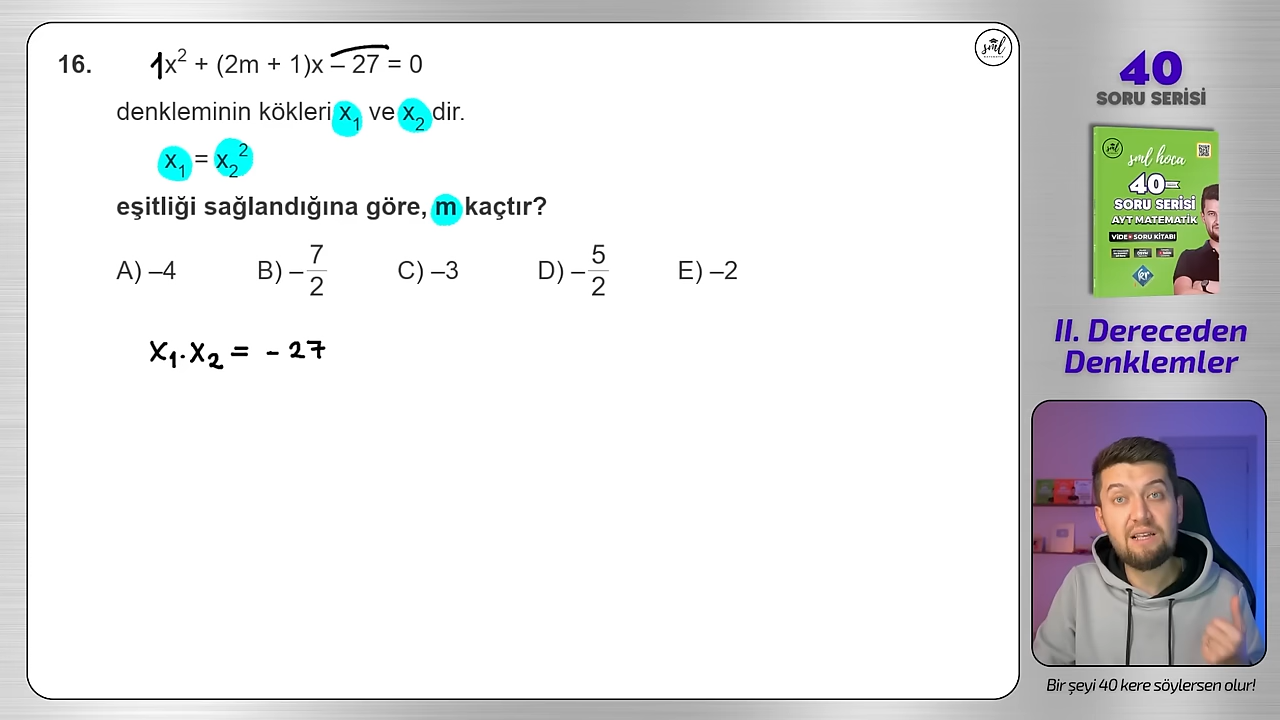 16. 1x² + (2m + 1)x – 27 = 0
denkleminin kökleri x₁ ve x₂ dir.
x₁ = x₂²
eşitliği sağlandığına göre, m kaçtır?
A) –4 B) –7/2 C) –3 D) –5/2 E) –2
x₁.x₂ = -27
sml
40
SORU SERİSİ
sml hoca
40
SORU SERİSİ
AYT MATEMATİK
VİDEO SORU KİTABI
II. Dereceden
Denklemler
Bir şeyi 40 kere söylersen olur!